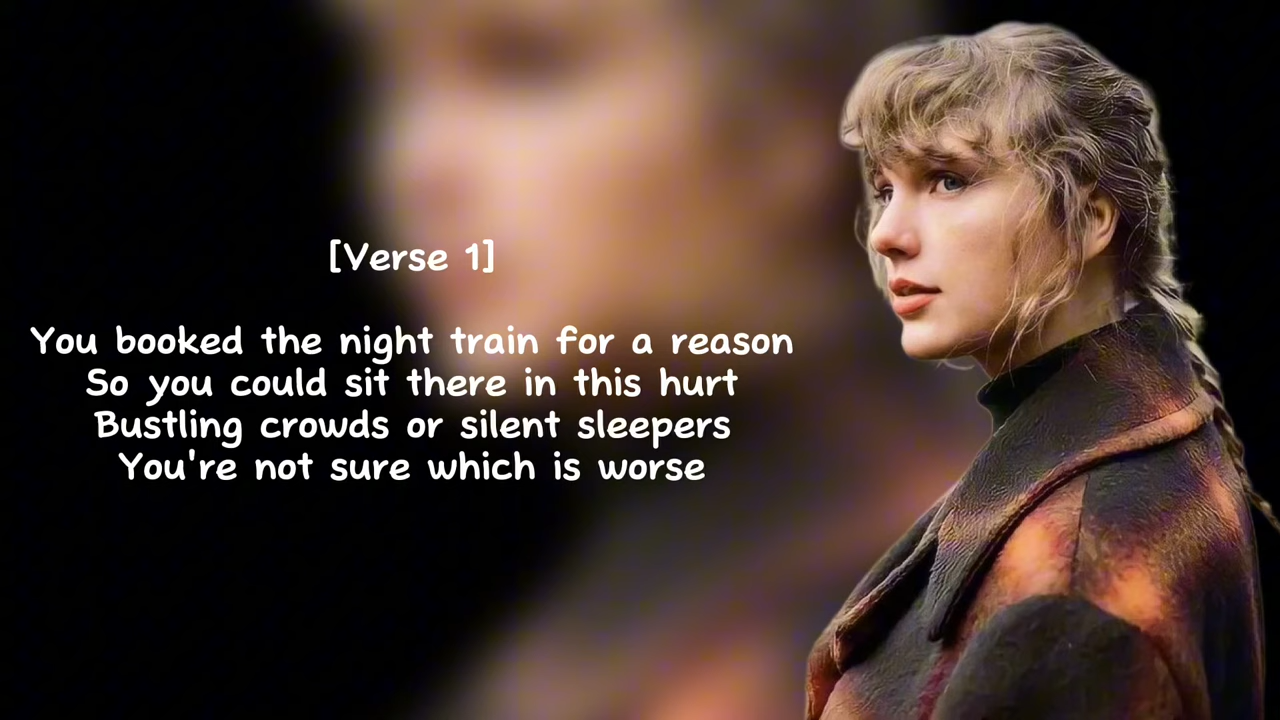 [Verse 1]
You booked the night train for a reason
So you could sit there in this hurt
Bustling crowds or silent sleepers
You're not sure which is worse